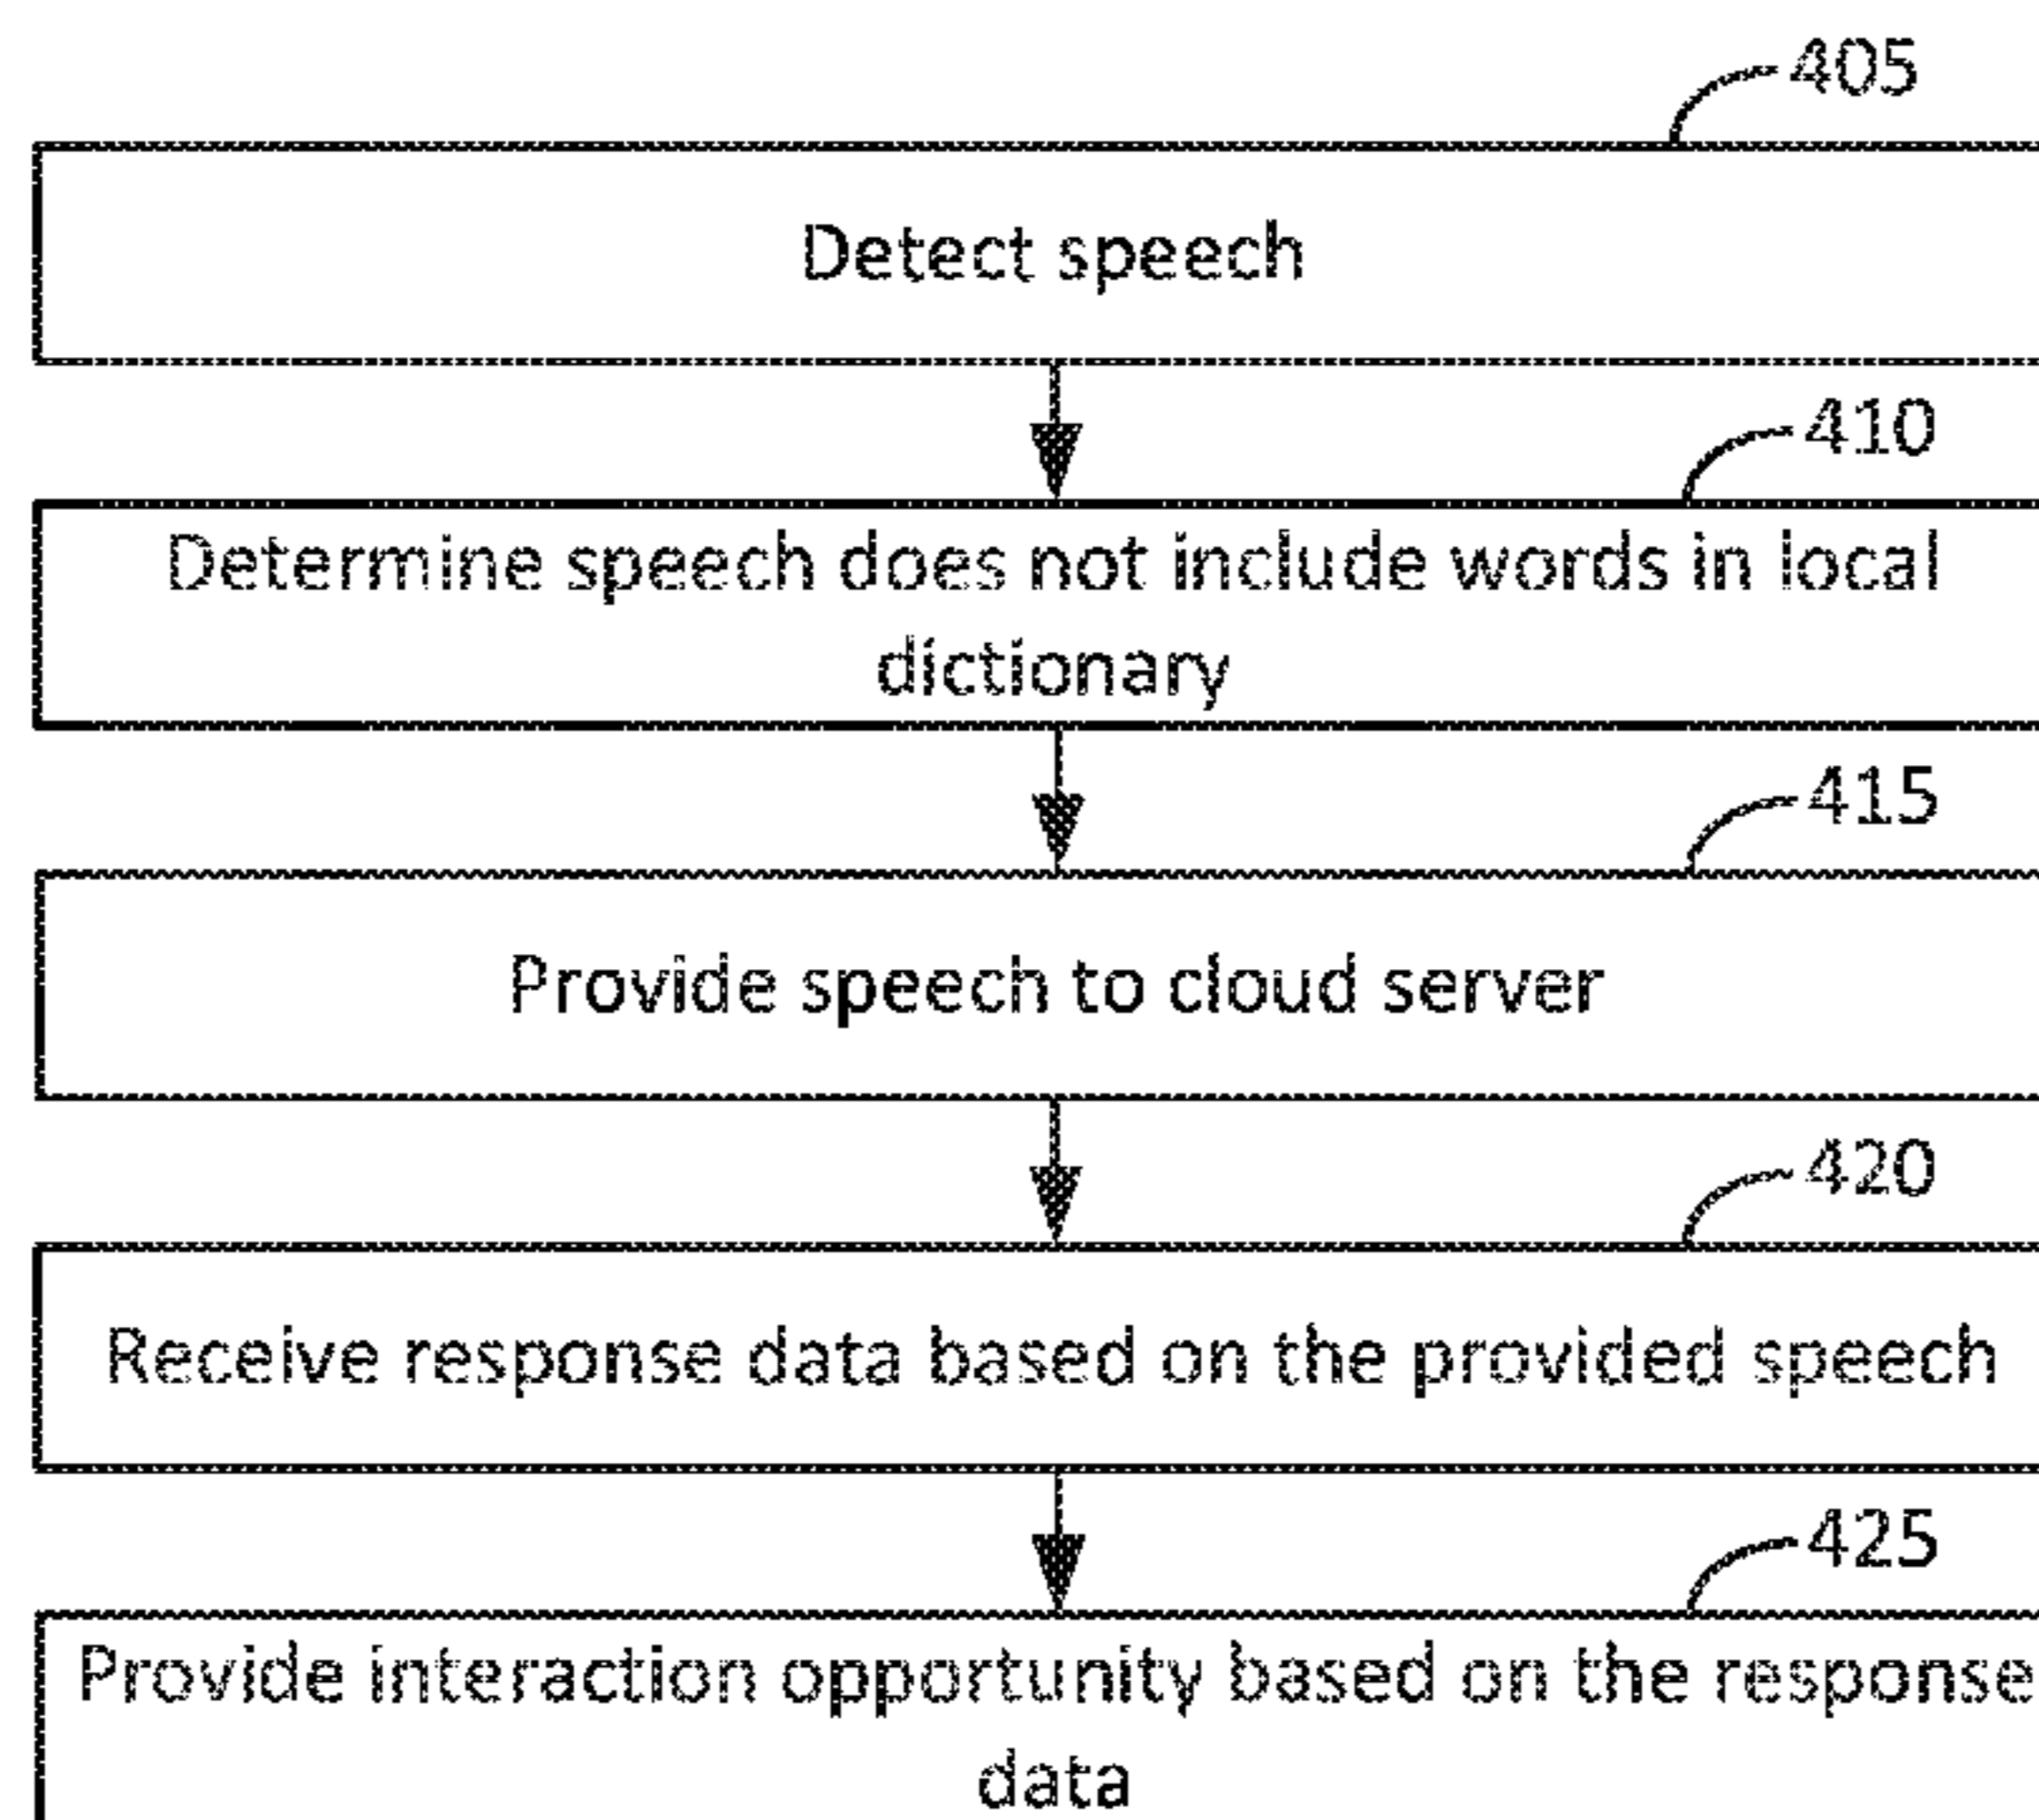 405
Detect speech
410
Determine speech does not include words in local
dictionary
415
Provide speech to cloud server
420
Receive response data based on the provided speech
425
Provide interaction opportunity based on the response
data